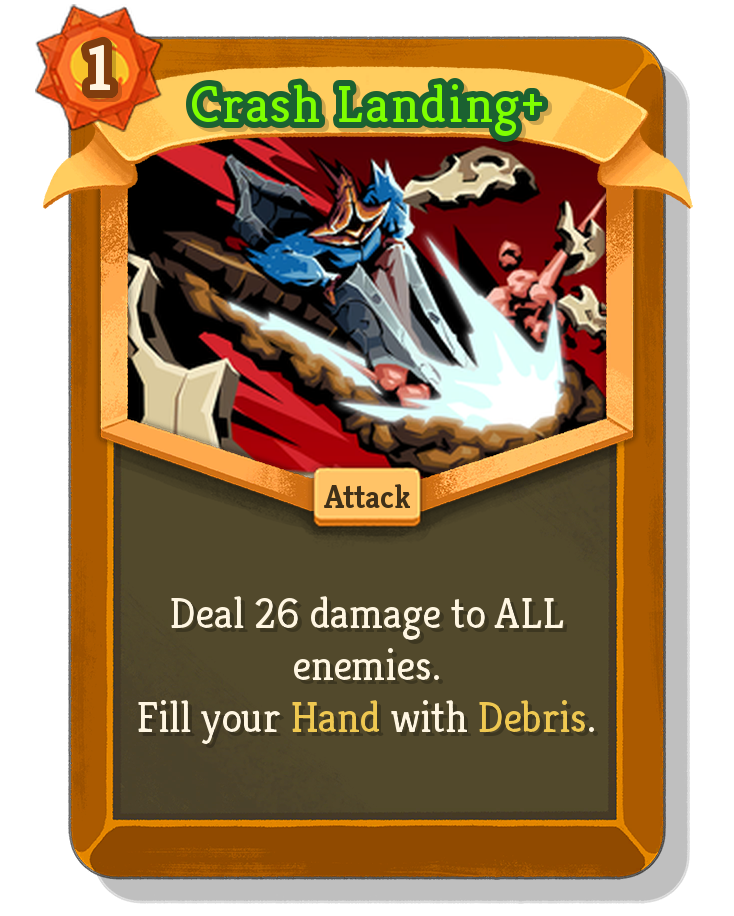 1
Crash Landing+
Attack
Deal 26 damage to ALL
enemies.
Fill your Hand with Debris.